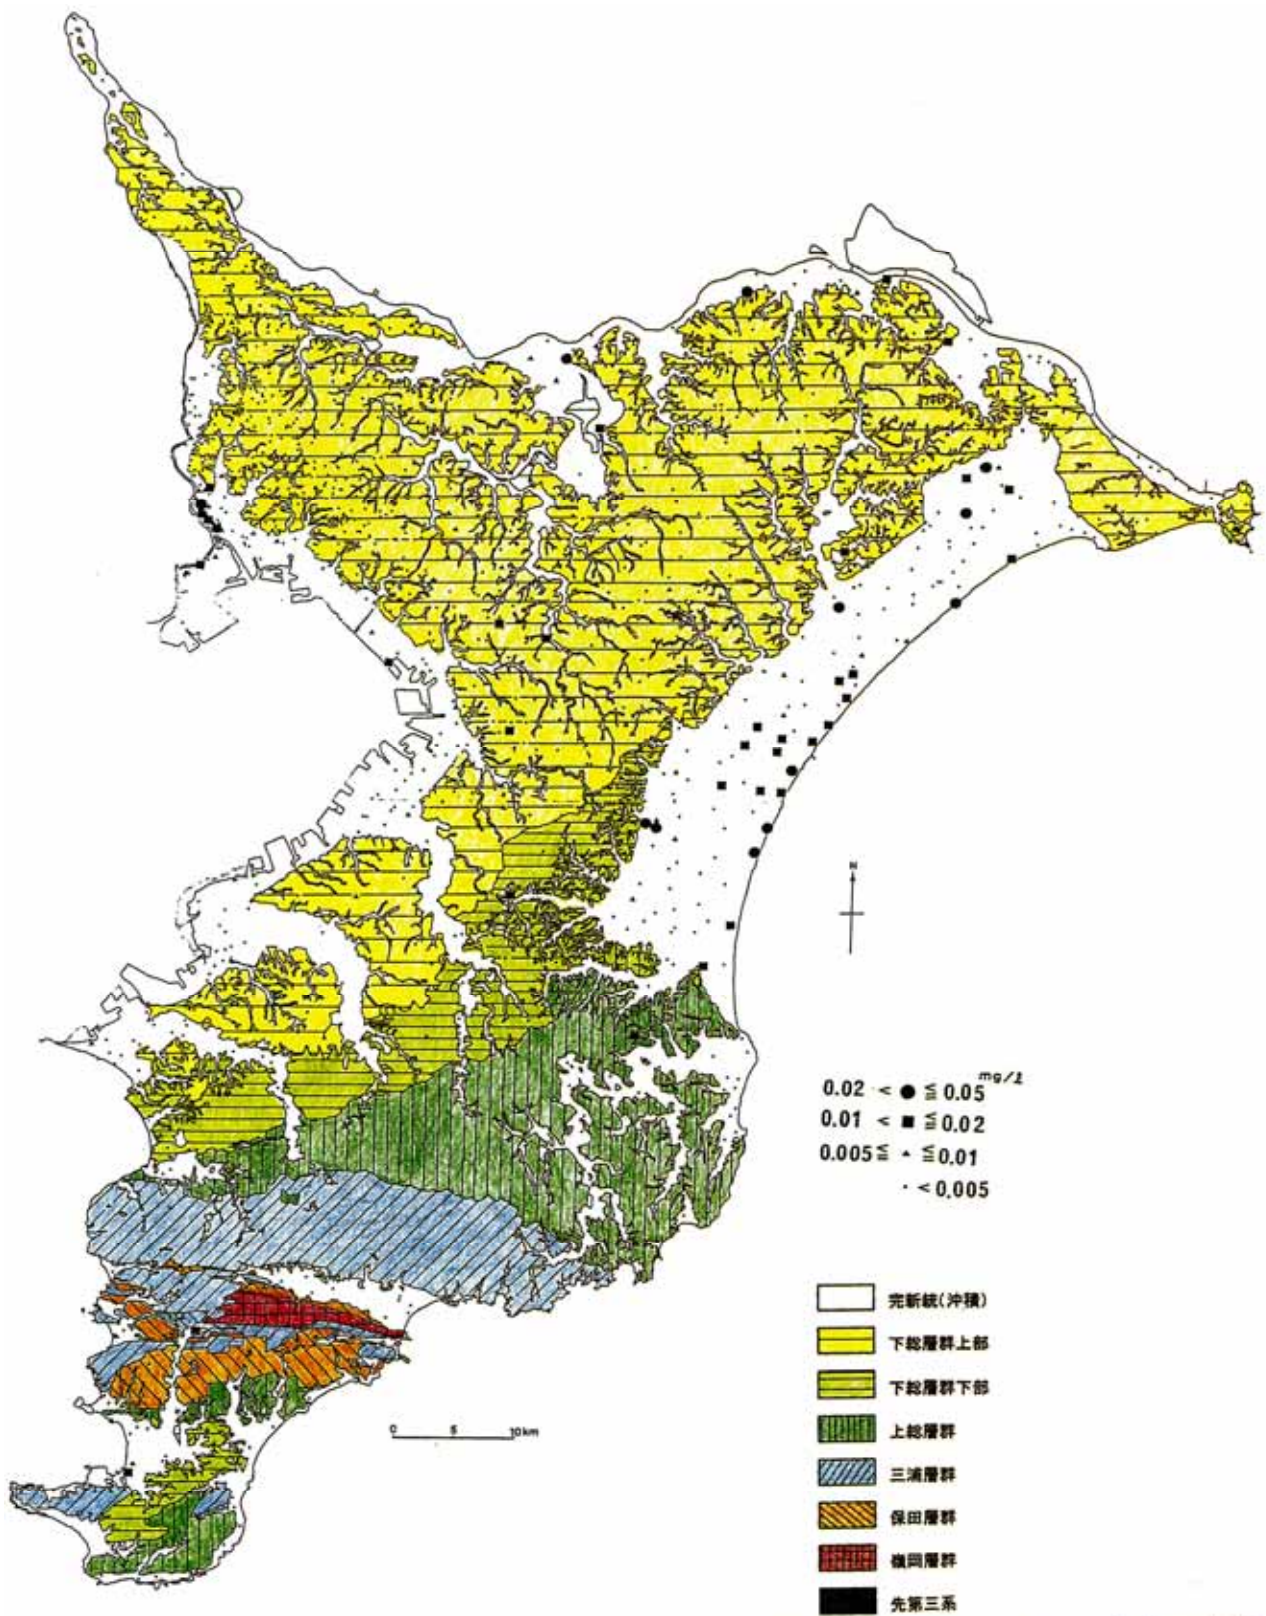 N
0.02 < ● ≦ 0.05 mg/ℓ
0.01 < ■ ≦ 0.02
0.005 ≦ ▲ ≦ 0.01
・ < 0.005
完新統(沖積)
下総層群上部
下総層群下部
上総層群
三浦層群
保田層群
嶺岡層群
先第三系
0 5 10km